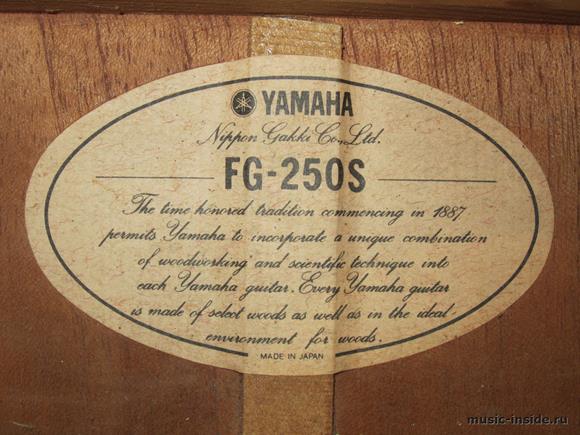 YAMAHA
Nippon Gakki Co., Ltd.
FG-250S
The time honored tradition commencing in 1887
permits Yamaha to incorporate a unique combination
of woodworking and scientific technique into
each Yamaha guitar. Every Yamaha guitar
is made of select woods as well as in the ideal-
environment for woods.
MADE IN JAPAN
music-inside.ru